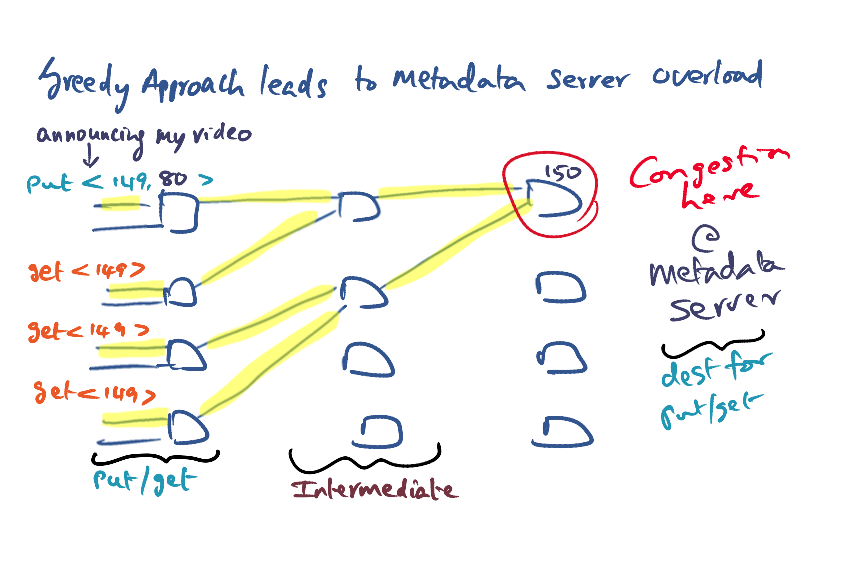 Greedy Approach leads to metadata server overload
announcing my video
put < 149, 80 >
150
Congestion
here
@
metadata
server
get < 149 >
get < 149 >
get < 149 >
dest for
put/get
put/get
Intermediate